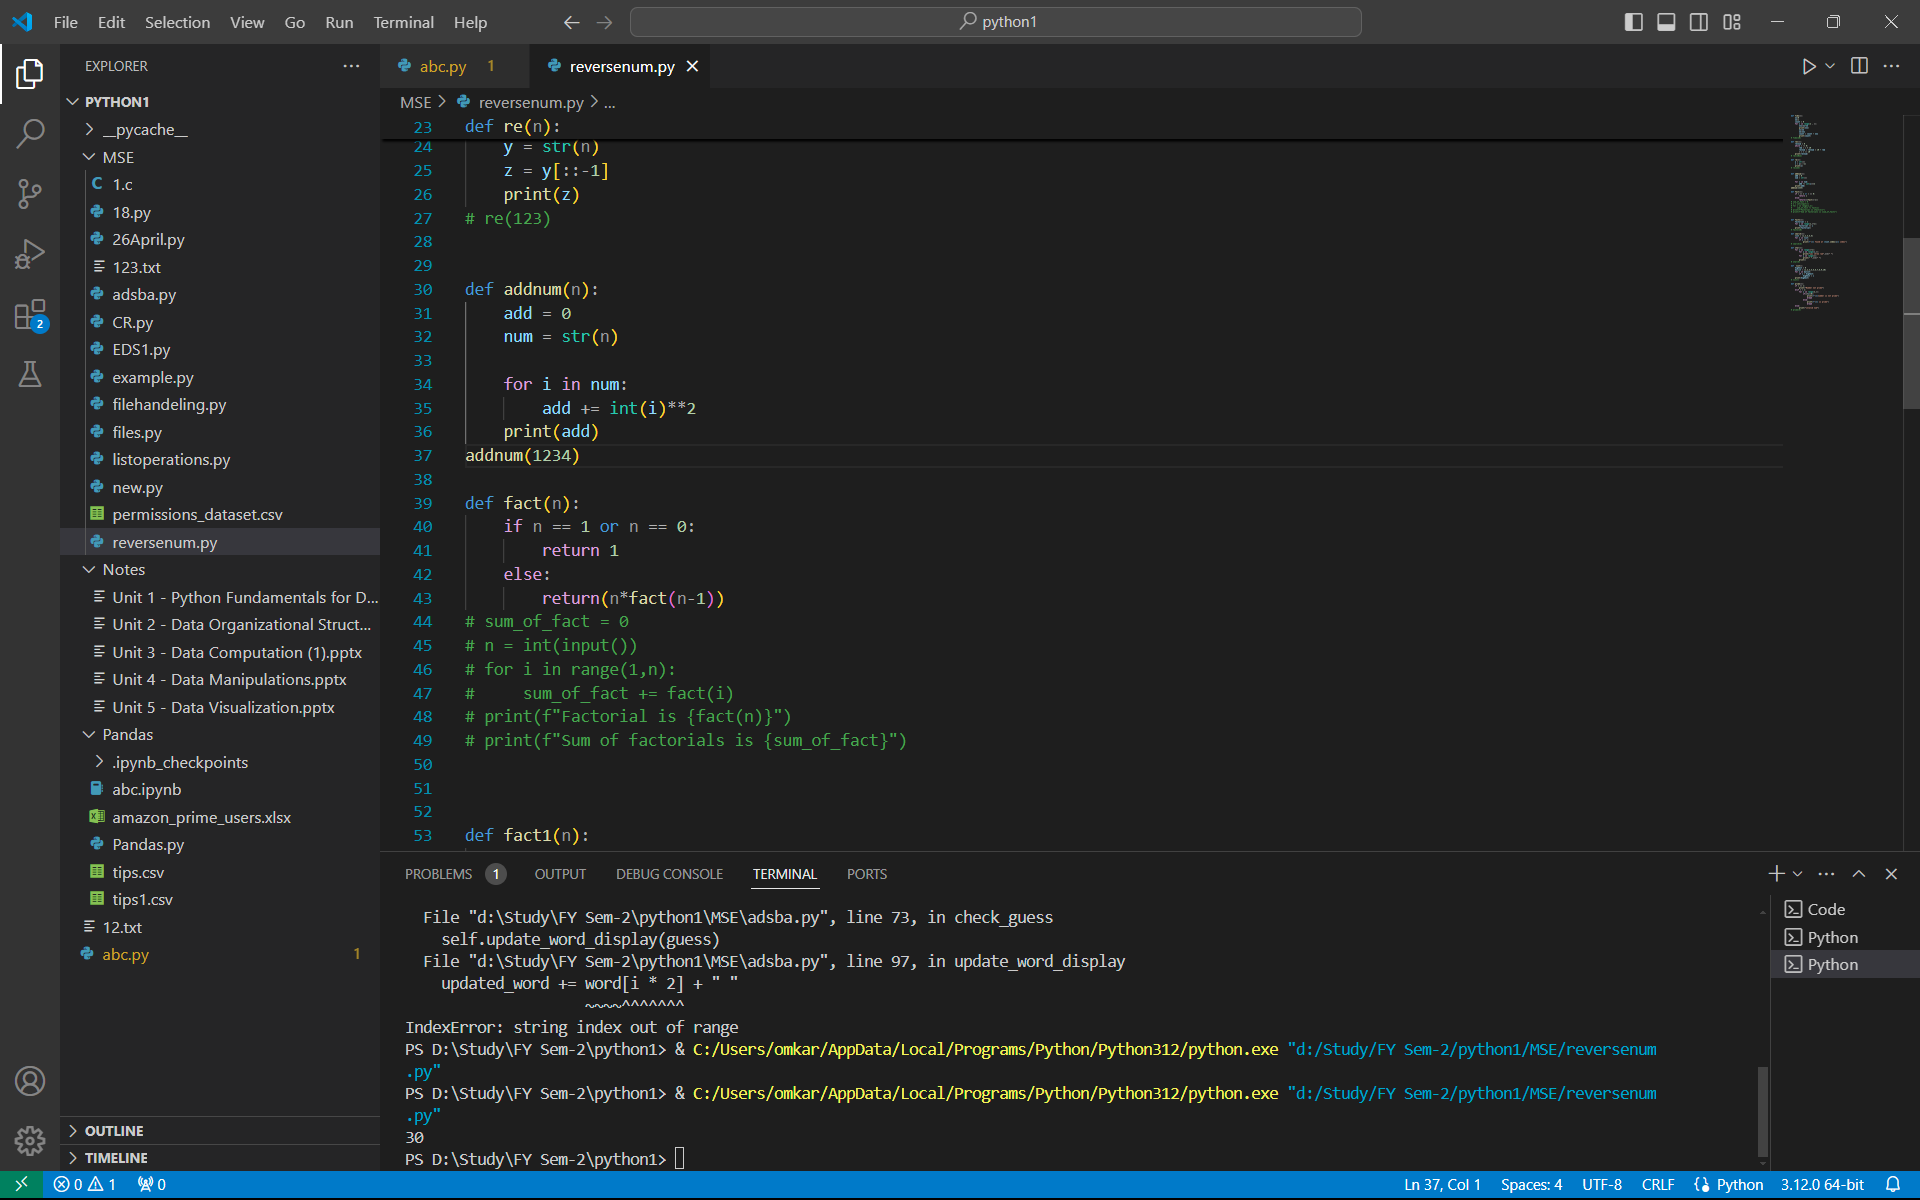 File Edit Selection View Go Run Terminal Help
python1
EXPLORER
PYTHON1
__pycache__
MSE
C 1.c
18.py
26April.py
123.txt
adsba.py
CR.py
EDS1.py
example.py
filehandeling.py
files.py
listoperations.py
new.py
permissions_dataset.csv
reversenum.py
Notes
Unit 1 - Python Fundamentals for D...
Unit 2 - Data Organizational Struct...
Unit 3 - Data Computation (1).pptx
Unit 4 - Data Manipulations.pptx
Unit 5 - Data Visualization.pptx
Pandas
.ipynb_checkpoints
abc.ipynb
amazon_prime_users.xlsx
Pandas.py
tips.csv
tips1.csv
12.txt
abc.py 1
OUTLINE
TIMELINE
2
abc.py 1
reversenum.py
MSE > reversenum.py > ...
23 def re(n):
24     y = str(n)
25     z = y[::-1]
26     print(z)
27 # re(123)
28
29
30 def addnum(n):
31     add = 0
32     num = str(n)
33
34     for i in num:
35         add += int(i)**2
36     print(add)
37 addnum(1234)
38
39 def fact(n):
40     if n == 1 or n == 0:
41         return 1
42     else:
43         return(n*fact(n-1))
44 # sum_of_fact = 0
45 # n = int(input())
46 # for i in range(1,n):
47 #     sum_of_fact += fact(i)
48 # print(f"Factorial is {fact(n)}")
49 # print(f"Sum of factorials is {sum_of_fact}")
50
51
52
53 def fact1(n):
PROBLEMS 1 OUTPUT DEBUG CONSOLE TERMINAL PORTS
File "d:\Study\FY Sem-2\python1\MSE\adsba.py", line 73, in check_guess
self.update_word_display(guess)
File "d:\Study\FY Sem-2\python1\MSE\adsba.py", line 97, in update_word_display
updated_word += word[i * 2] + " "
~~~~^^^^^^^
IndexError: string index out of range
PS D:\Study\FY Sem-2\python1> & C:/Users/omkar/AppData/Local/Programs/Python/Python312/python.exe "d:/Study/FY Sem-2/python1/MSE/reversenum
.py"
PS D:\Study\FY Sem-2\python1> & C:/Users/omkar/AppData/Local/Programs/Python/Python312/python.exe "d:/Study/FY Sem-2/python1/MSE/reversenum
.py"
30
PS D:\Study\FY Sem-2\python1>
Code
Python
Python
0 1 0
Ln 37, Col 1 Spaces: 4 UTF-8 CRLF Python 3.12.0 64-bit